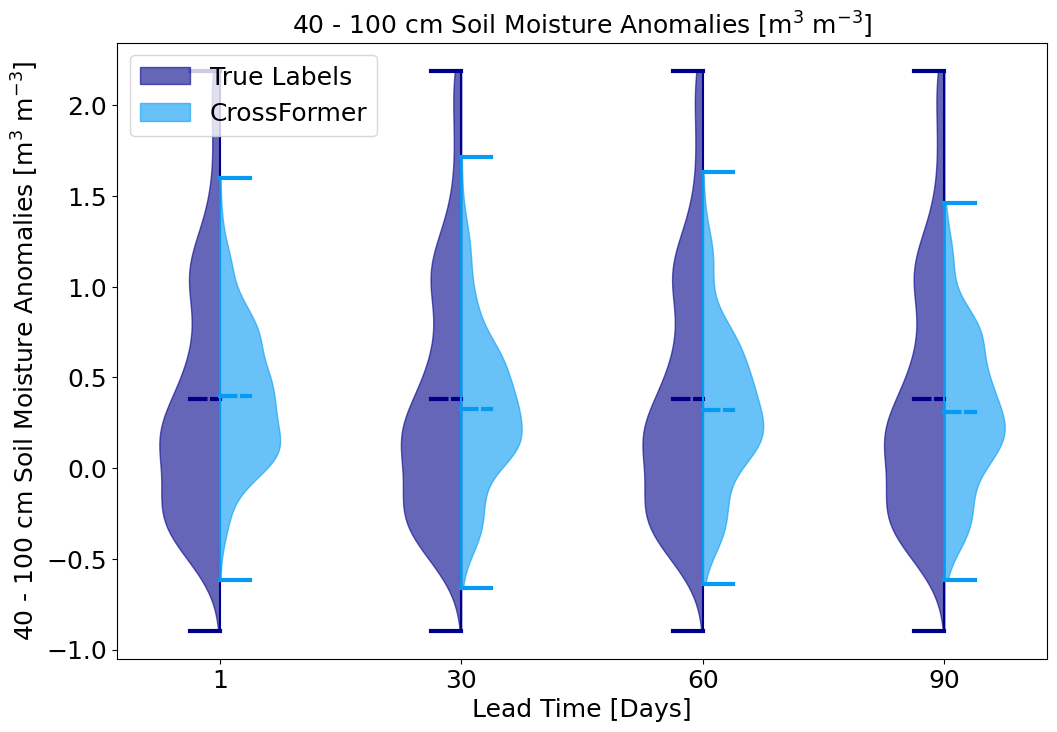 40 - 100 cm Soil Moisture Anomalies [m³ m⁻³]
True Labels
CrossFormer
40 - 100 cm Soil Moisture Anomalies [m³ m⁻³]
2.0
1.5
1.0
0.5
0.0
−0.5
−1.0
1 30 60 90
Lead Time [Days]